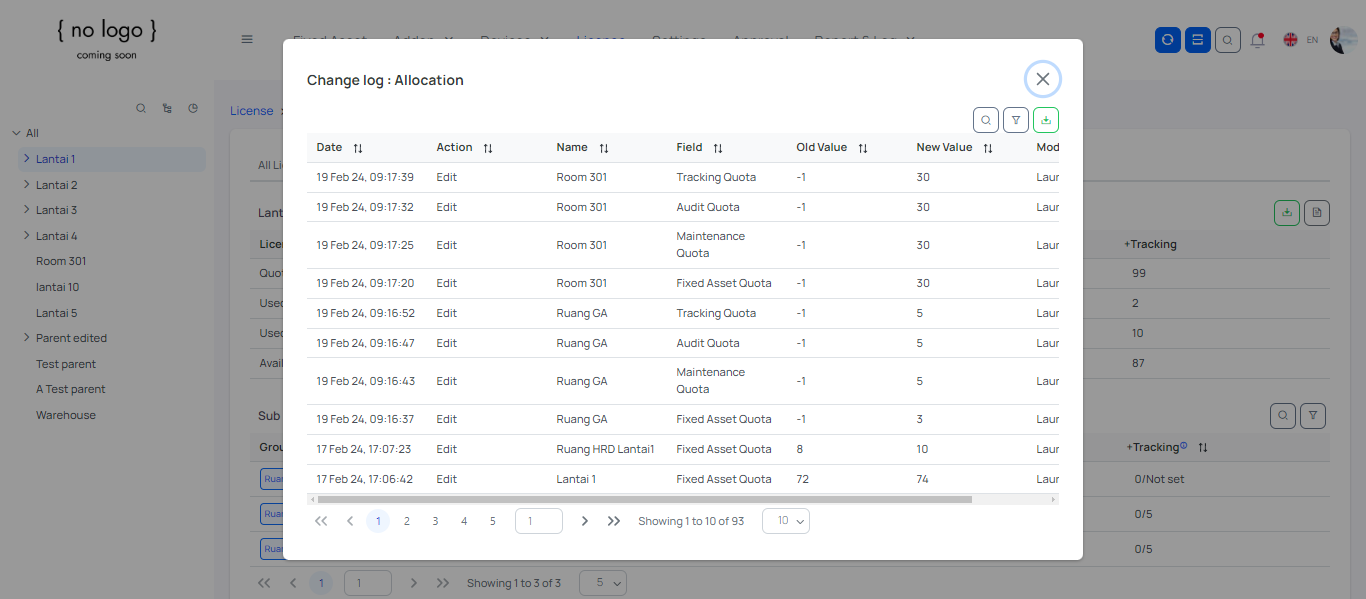 { no logo }
coming soon
Fixed Asset Addon Devices License Settings Approval Report & Log
EN
License
All
Lantai 1
Lantai 2
Lantai 3
Lantai 4
Room 301
lantai 10
Lantai 5
Parent edited
Test parent
A Test parent
Warehouse
All Li
Lant
Lice
+Tracking
Quot
99
Used
2
Used
10
Avail
87
Sub
Grou
+Tracking
Ruan
0/Not set
Ruan
0/5
Ruan
0/5
1
1
Showing 1 to 3 of 3
5
Change log : Allocation
Date Action Name Field Old Value New Value Mod
19 Feb 24, 09:17:39 Edit Room 301 Tracking Quota -1 30 Laur
19 Feb 24, 09:17:32 Edit Room 301 Audit Quota -1 30 Laur
19 Feb 24, 09:17:25 Edit Room 301 Maintenance Quota -1 30 Laur
19 Feb 24, 09:17:20 Edit Room 301 Fixed Asset Quota -1 30 Laur
19 Feb 24, 09:16:52 Edit Ruang GA Tracking Quota -1 5 Laur
19 Feb 24, 09:16:47 Edit Ruang GA Audit Quota -1 5 Laur
19 Feb 24, 09:16:43 Edit Ruang GA Maintenance Quota -1 5 Laur
19 Feb 24, 09:16:37 Edit Ruang GA Fixed Asset Quota -1 3 Laur
17 Feb 24, 17:07:23 Edit Ruang HRD Lantai1 Fixed Asset Quota 8 10 Laur
17 Feb 24, 17:06:42 Edit Lantai 1 Fixed Asset Quota 72 74 Laur
1 2 3 4 5 1 Showing 1 to 10 of 93 10